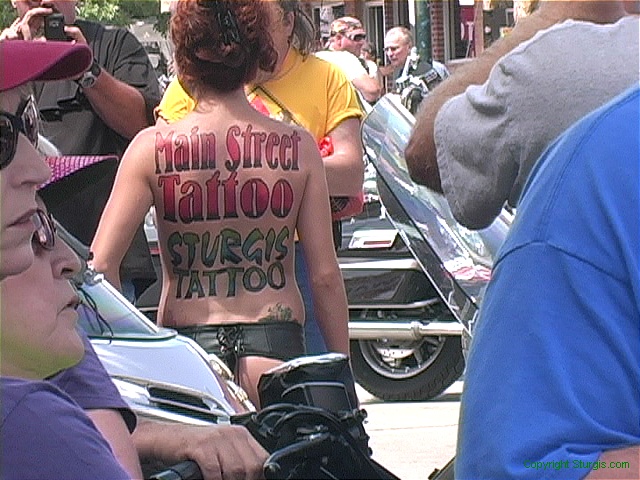 Main Street
Tattoo
STURGIS
TATTOO
Copyright Sturgis.com